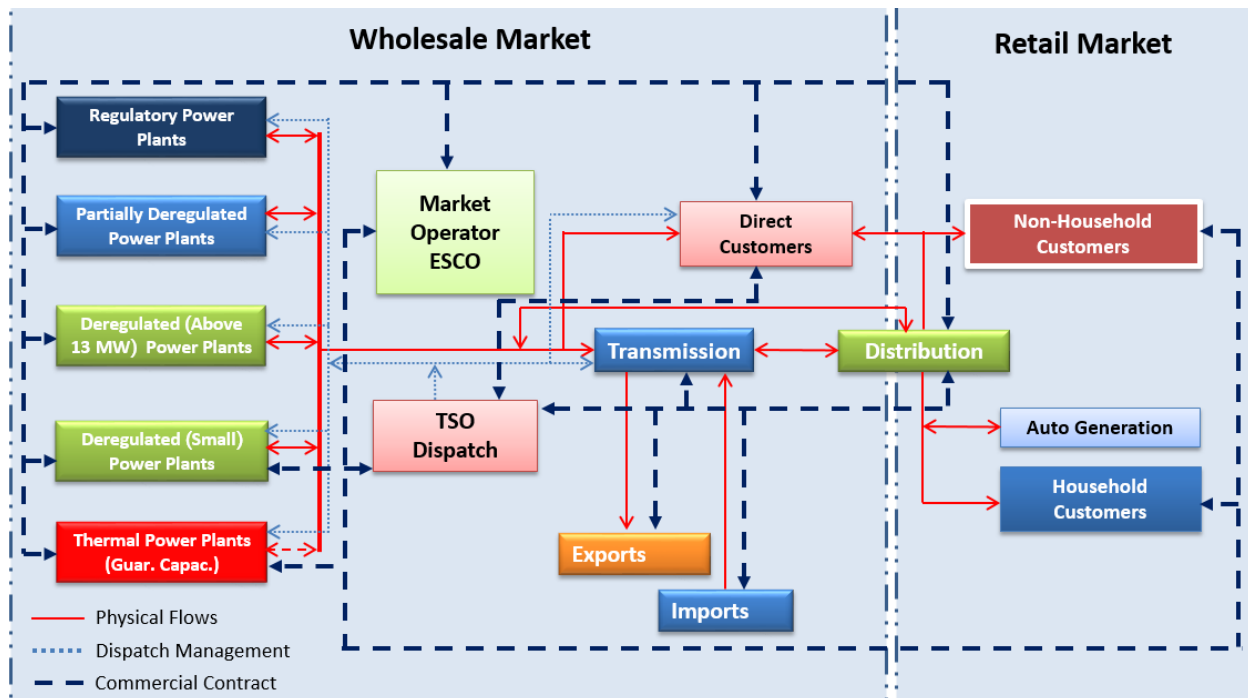 Wholesale Market
Retail Market
Regulatory Power
Plants
Partially Deregulated
Power Plants
Deregulated (Above
13 MW) Power Plants
Deregulated (Small)
Power Plants
Thermal Power Plants
(Guar. Capac.)
Market
Operator
ESCO
Direct
Customers
Transmission
TSO
Dispatch
Exports
Imports
Distribution
Non-Household
Customers
Auto Generation
Household
Customers
Physical Flows
Dispatch Management
Commercial Contract